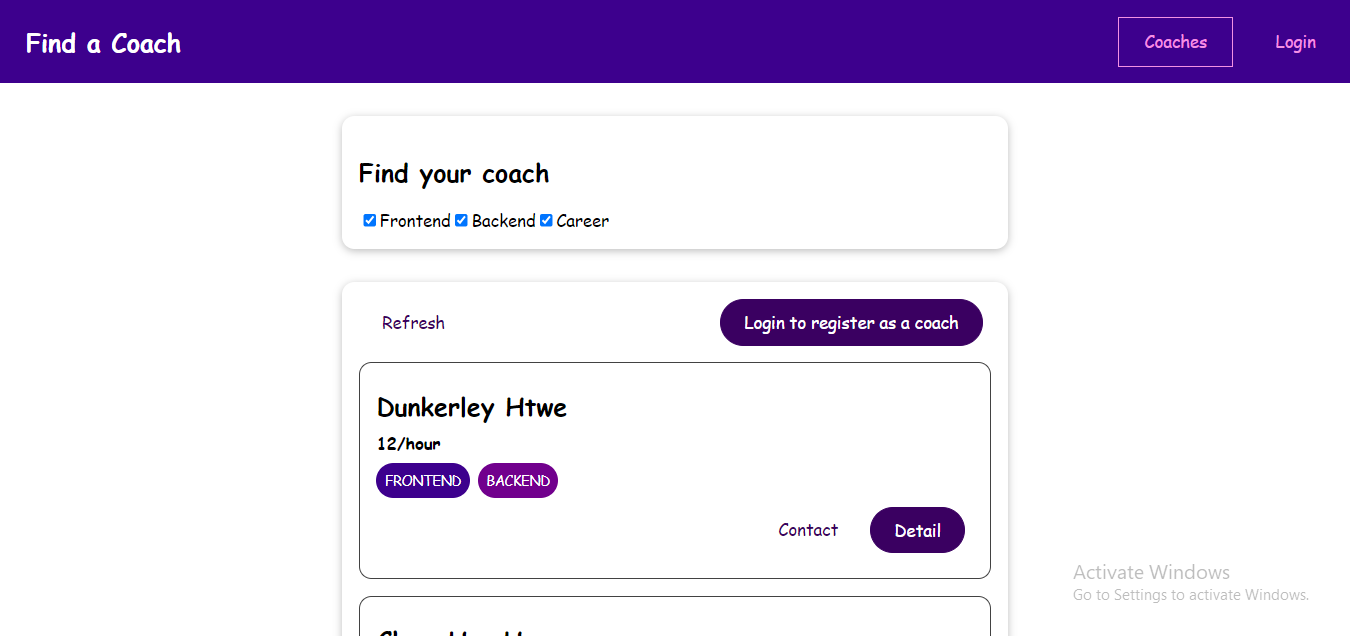 Find a Coach
Coaches
Login
Find your coach
Frontend Backend Career
Refresh
Login to register as a coach
Dunkerley Htwe
12/hour
FRONTEND BACKEND
Contact
Detail
Activate Windows
Go to Settings to activate Windows.